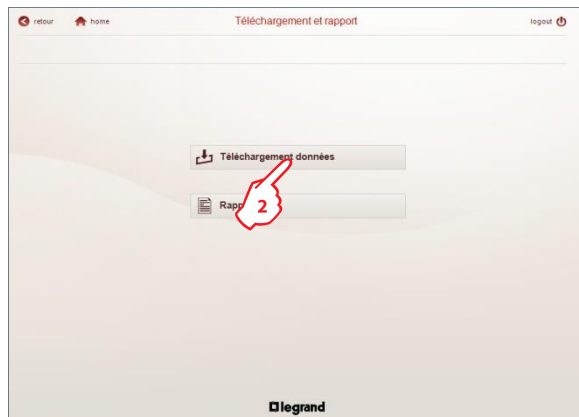 retour home Téléchargement et rapport logout
Téléchargement données
Rapp
2
legrand